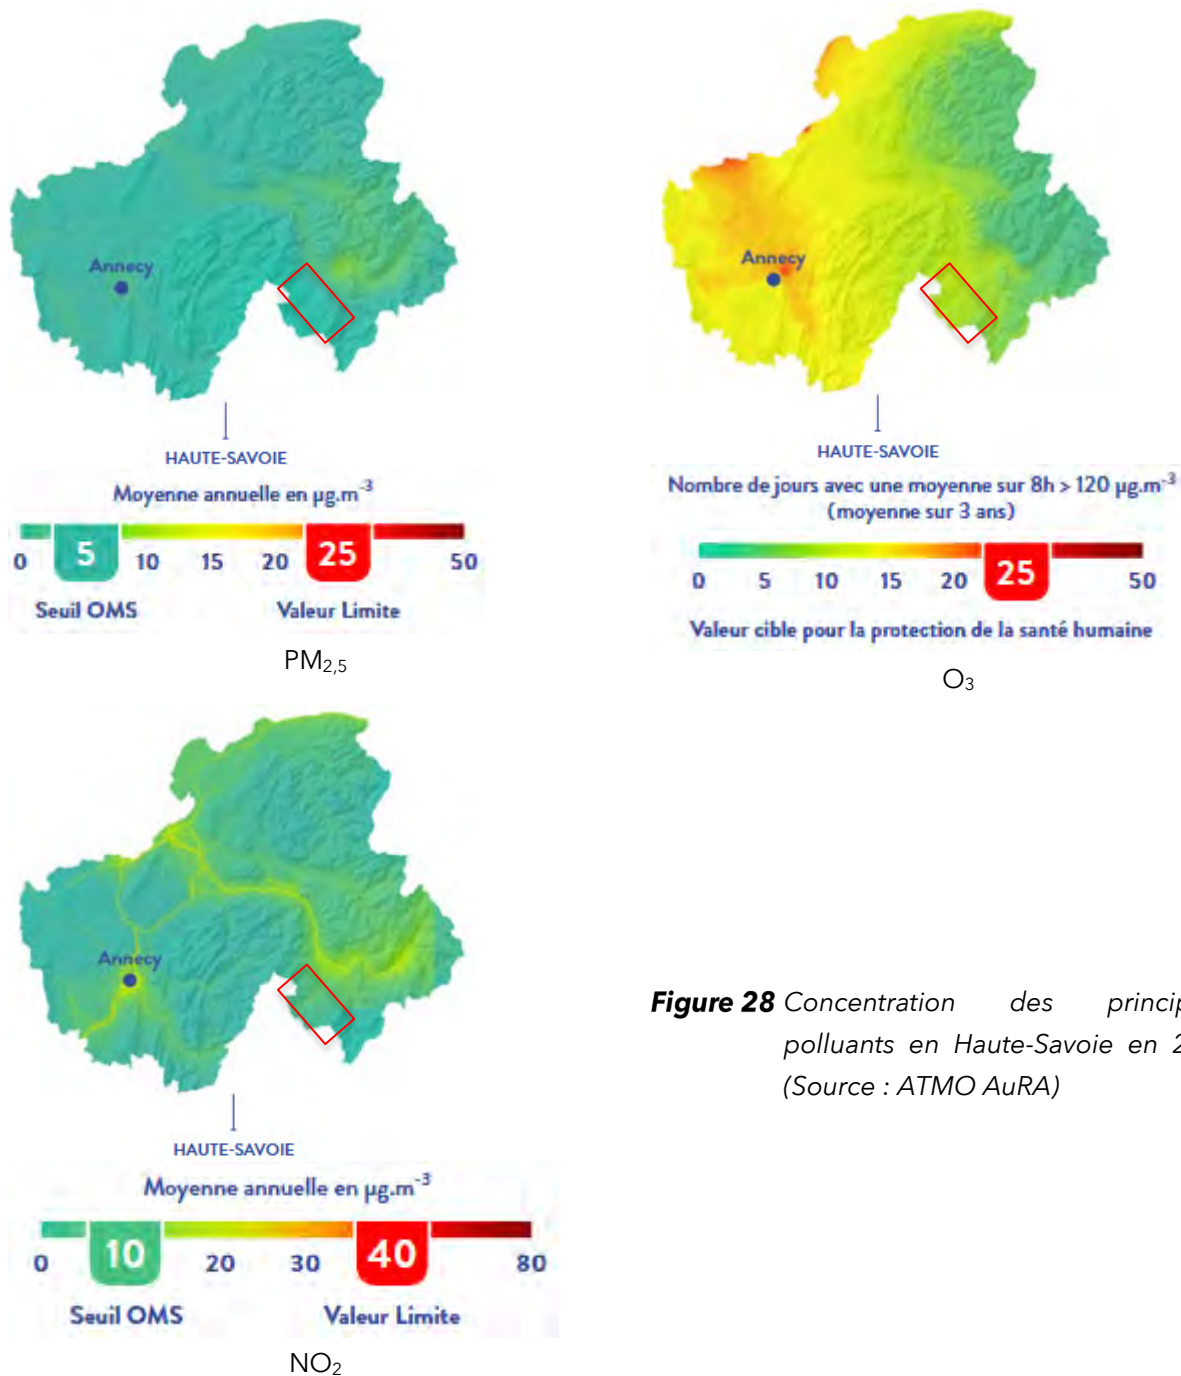 Annecy
HAUTE-SAVOIE
Moyenne annuelle en µg.m⁻³
0 5 10 15 20 25 50
Seuil OMS Valeur Limite
PM₂,₅
Annecy
HAUTE-SAVOIE
Nombre de jours avec une moyenne sur 8h > 120 µg.m⁻³
(moyenne sur 3 ans)
0 5 10 15 20 25 50
Valeur cible pour la protection de la santé humaine
O₃
Annecy
HAUTE-SAVOIE
Moyenne annuelle en µg.m⁻³
0 10 20 30 40 80
Seuil OMS Valeur Limite
NO₂
Figure 28 Concentration des princip
polluants en Haute-Savoie en 2
(Source : ATMO AuRA)